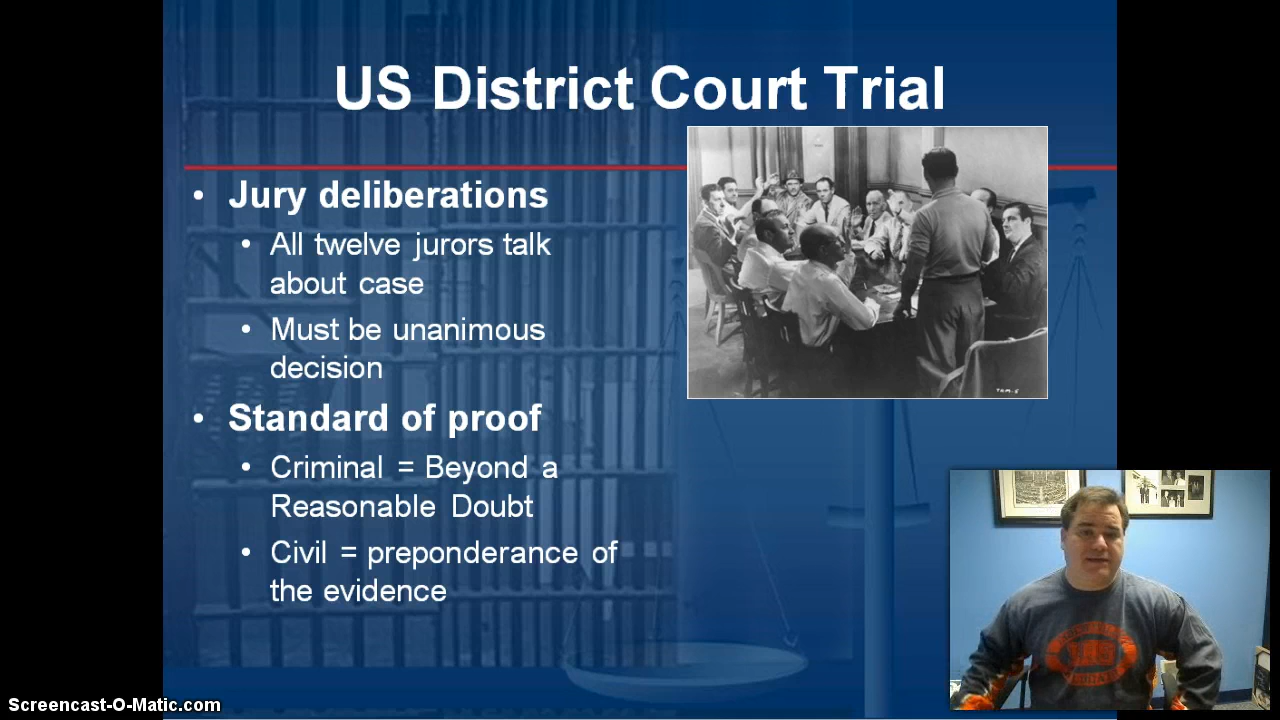 US District Court Trial
• Jury deliberations
• All twelve jurors talk
about case
• Must be unanimous
decision
• Standard of proof
• Criminal = Beyond a
Reasonable Doubt
• Civil = preponderance of
the evidence
Screencast-O-Matic.com